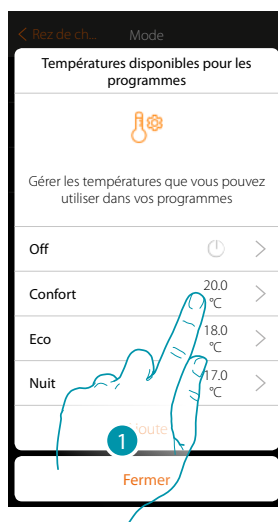 Rez de ch... Mode
Températures disponibles pour les
programmes
Gérer les températures que vous pouvez
utiliser dans vos programmes
Off
Confort 20.0
°C
Eco 18.0
°C
Nuit 17.0
°C
1
Fermer